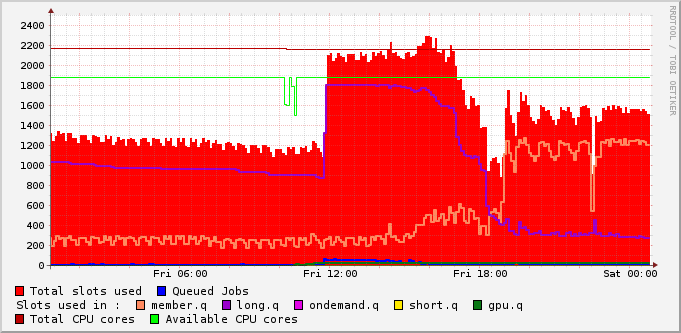 RRDTOOL / TOBI OETIKER
2400
2200
2000
1800
1600
1400
1200
1000
800
600
400
200
0
Fri 06:00 Fri 12:00 Fri 18:00 Sat 00:00
Total slots used Queued Jobs
Slots used in : member.q long.q ondemand.q short.q gpu.q
Total CPU cores Available CPU cores